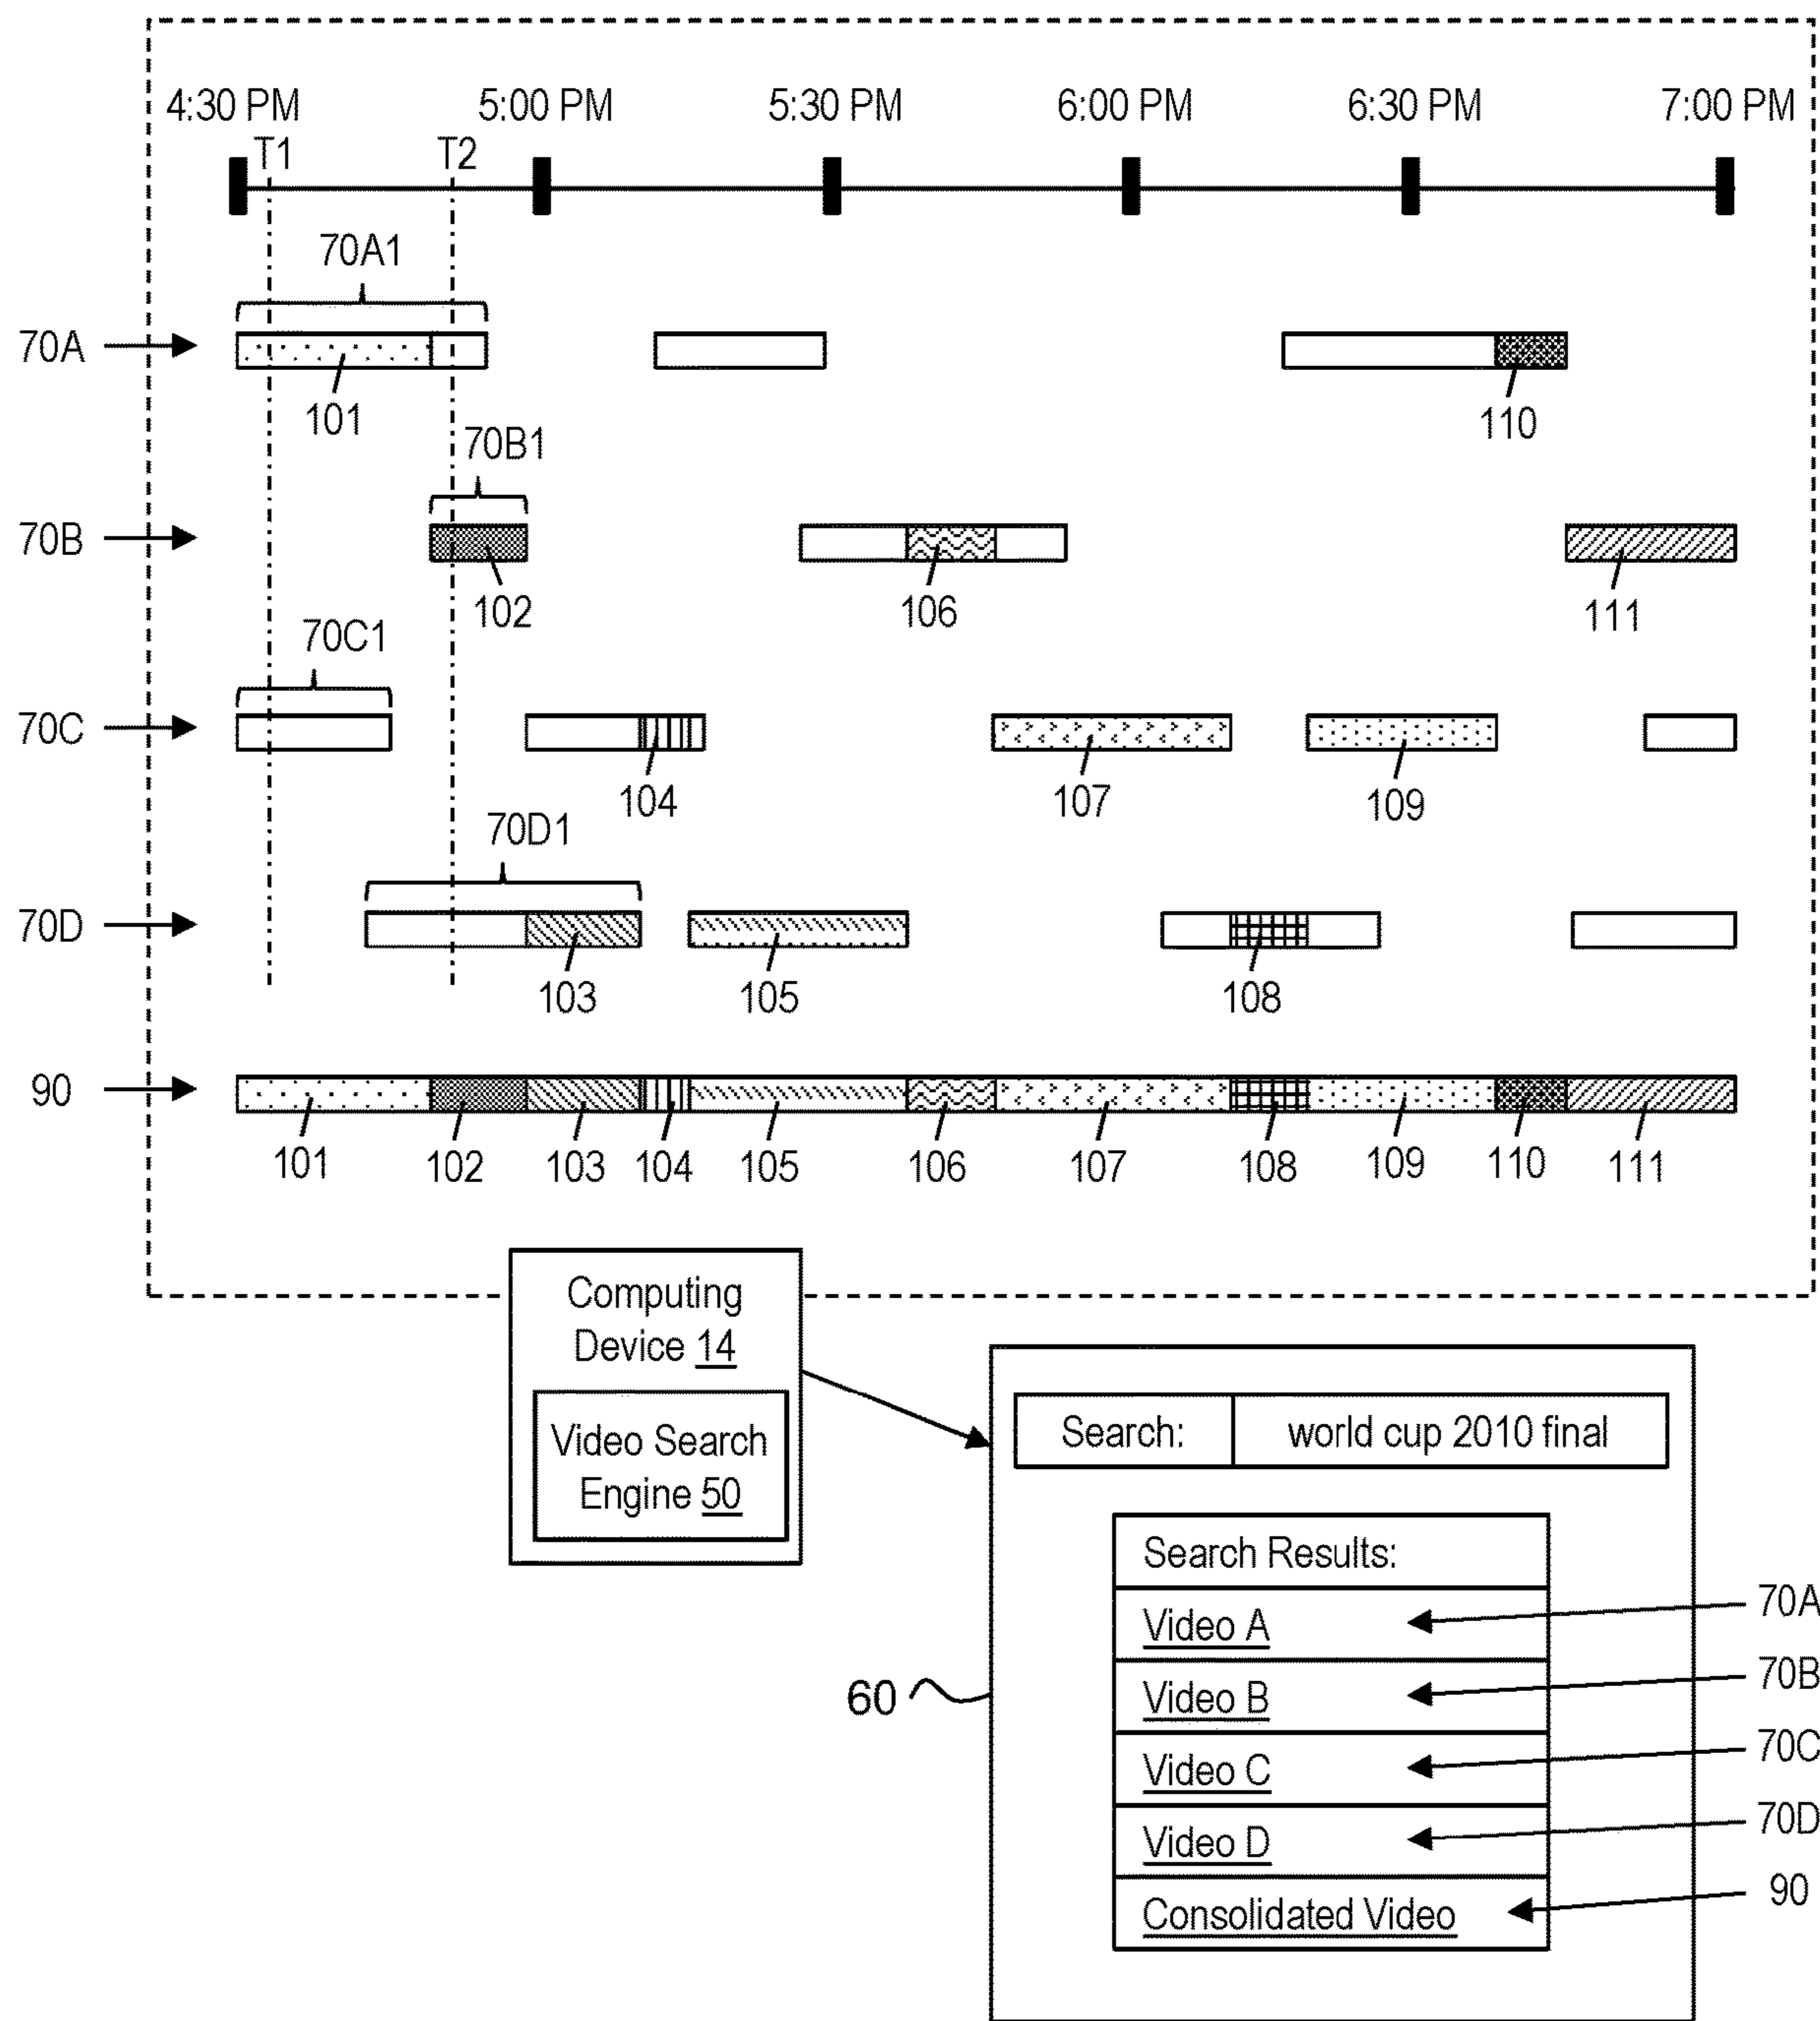 4:30 PM 5:00 PM 5:30 PM 6:00 PM 6:30 PM 7:00 PM
T1 T2
70A1
70A
101
110
70B1
70B
102
106
111
70C1
70C
104
107
109
70D1
70D
103
105
108
90
101 102 103 104 105 106 107 108 109 110 111
Computing
Device 14
Video Search
Engine 50
Search: world cup 2010 final
Search Results:
Video A
70A
Video B
70B
60
Video C
70C
Video D
70D
Consolidated Video
90